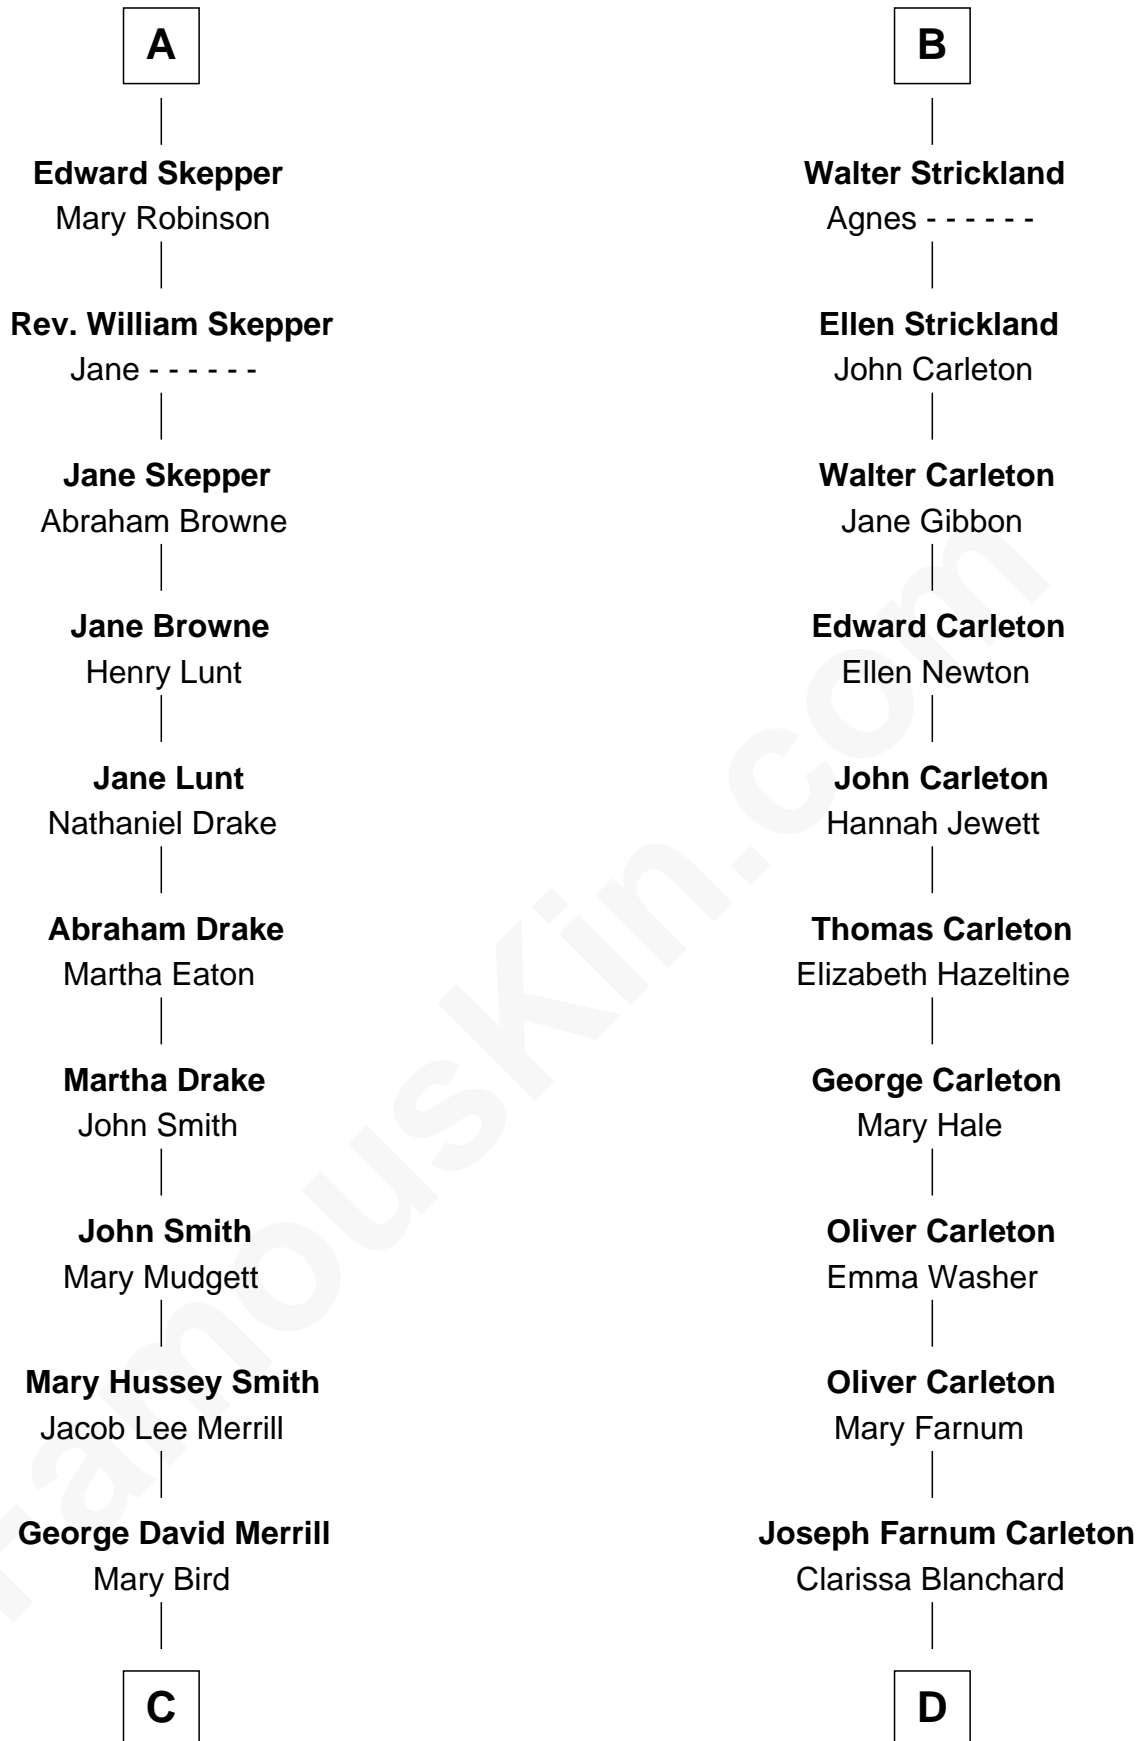 A
Edward Skepper
Mary Robinson
Rev. William Skepper
Jane - - - - - -
Jane Skepper
Abraham Browne
Jane Browne
Henry Lunt
Jane Lunt
Nathaniel Drake
Abraham Drake
Martha Eaton
Martha Drake
John Smith
John Smith
Mary Mudgett
Mary Hussey Smith
Jacob Lee Merrill
George David Merrill
Mary Bird
C
B
Walter Strickland
Agnes - - - - - -
Ellen Strickland
John Carleton
Walter Carleton
Jane Gibbon
Edward Carleton
Ellen Newton
John Carleton
Hannah Jewett
Thomas Carleton
Elizabeth Hazeltine
George Carleton
Mary Hale
Oliver Carleton
Emma Washer
Oliver Carleton
Mary Farnum
Joseph Farnum Carleton
Clarissa Blanchard
D
FamousKin.com